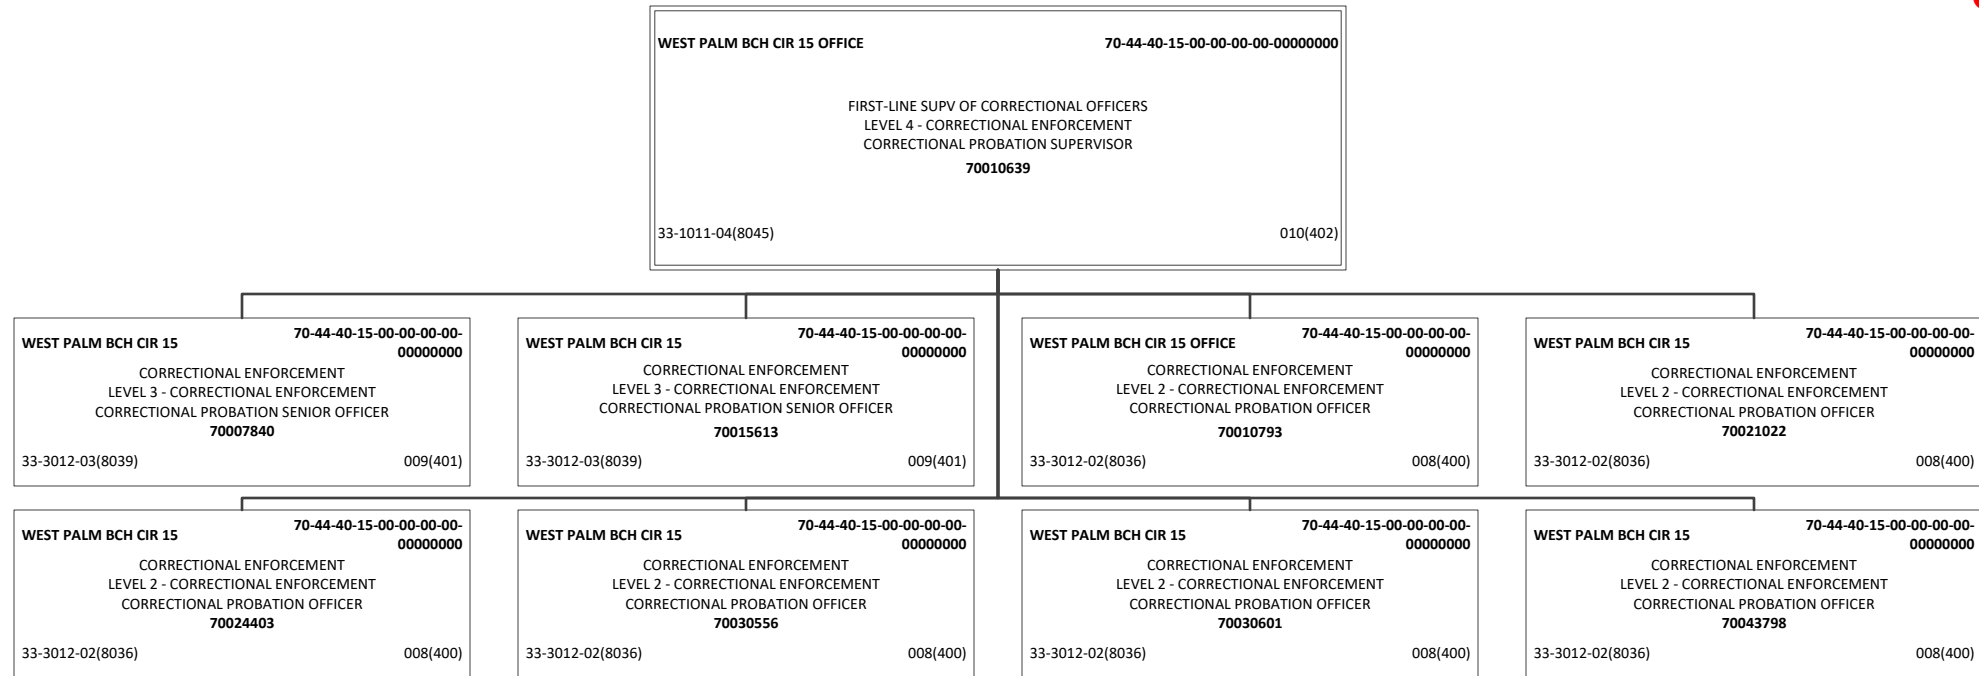 WEST PALM BCH CIR 15 OFFICE 70-44-40-15-00-00-00-00-00000000
FIRST-LINE SUPV OF CORRECTIONAL OFFICERS
LEVEL 4 - CORRECTIONAL ENFORCEMENT
CORRECTIONAL PROBATION SUPERVISOR
70010639
33-1011-04(8045) 010(402)
WEST PALM BCH CIR 15 70-44-40-15-00-00-00-00-
00000000
CORRECTIONAL ENFORCEMENT
LEVEL 3 - CORRECTIONAL ENFORCEMENT
CORRECTIONAL PROBATION SENIOR OFFICER
70007840
33-3012-03(8039) 009(401)
WEST PALM BCH CIR 15 70-44-40-15-00-00-00-00-
00000000
CORRECTIONAL ENFORCEMENT
LEVEL 3 - CORRECTIONAL ENFORCEMENT
CORRECTIONAL PROBATION SENIOR OFFICER
70015613
33-3012-03(8039) 009(401)
WEST PALM BCH CIR 15 OFFICE 70-44-40-15-00-00-00-00-
00000000
CORRECTIONAL ENFORCEMENT
LEVEL 2 - CORRECTIONAL ENFORCEMENT
CORRECTIONAL PROBATION OFFICER
70010793
33-3012-02(8036) 008(400)
WEST PALM BCH CIR 15 70-44-40-15-00-00-00-00-
00000000
CORRECTIONAL ENFORCEMENT
LEVEL 2 - CORRECTIONAL ENFORCEMENT
CORRECTIONAL PROBATION OFFICER
70021022
33-3012-02(8036) 008(400)
WEST PALM BCH CIR 15 70-44-40-15-00-00-00-00-
00000000
CORRECTIONAL ENFORCEMENT
LEVEL 2 - CORRECTIONAL ENFORCEMENT
CORRECTIONAL PROBATION OFFICER
70024403
33-3012-02(8036) 008(400)
WEST PALM BCH CIR 15 70-44-40-15-00-00-00-00-
00000000
CORRECTIONAL ENFORCEMENT
LEVEL 2 - CORRECTIONAL ENFORCEMENT
CORRECTIONAL PROBATION OFFICER
70030556
33-3012-02(8036) 008(400)
WEST PALM BCH CIR 15 70-44-40-15-00-00-00-00-
00000000
CORRECTIONAL ENFORCEMENT
LEVEL 2 - CORRECTIONAL ENFORCEMENT
CORRECTIONAL PROBATION OFFICER
70030601
33-3012-02(8036) 008(400)
WEST PALM BCH CIR 15 70-44-40-15-00-00-00-00-
00000000
CORRECTIONAL ENFORCEMENT
LEVEL 2 - CORRECTIONAL ENFORCEMENT
CORRECTIONAL PROBATION OFFICER
70043798
33-3012-02(8036) 008(400)